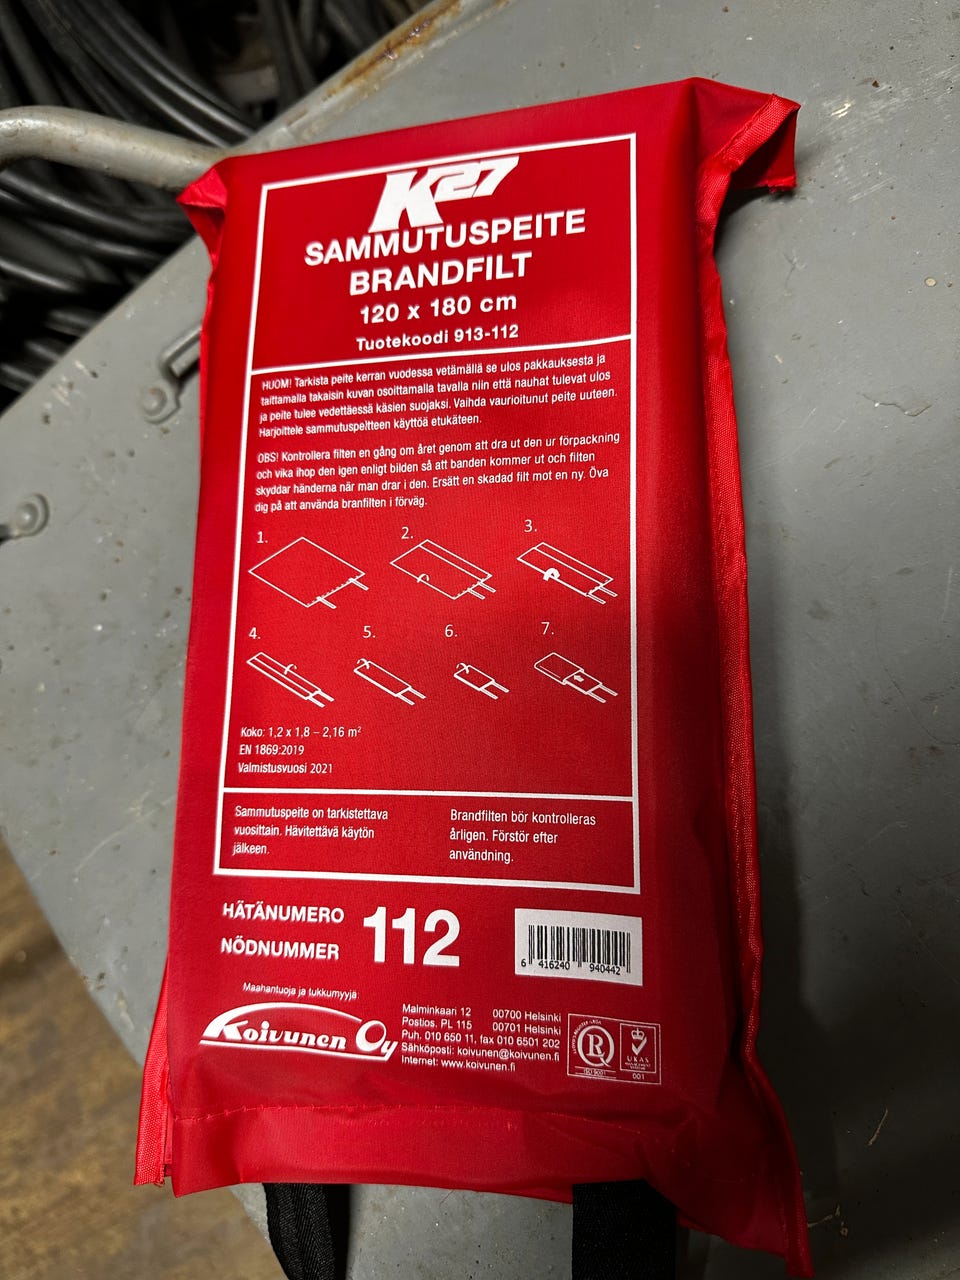 K27
SAMMUTUSPEITE
BRANDFILT
120 x 180 cm
Tuotekoodi 913-112
HUOM! Tarkista peite kerran vuodessa vetämällä se ulos pakkauksesta ja
taittamalla takaisin kuvan osoittamalla tavalla niin että nauhat tulevat ulos
ja peite tulee vedettäessä käsien suojaksi. Vaihda vaurioitunut peite uuteen.
Harjoittele sammutuspeitteen käyttöä etukäteen.
OBS! Kontrollera filten en gång om året genom att dra ut den ur förpackning
och vika ihop den igen enligt bilden så att banden kommer ut och filten
skyddar händerna när man drar i den. Ersätt en skadad filt mot en ny. Öva
dig på att använda branfilten i förväg.
1. 2. 3.
4. 5. 6. 7.
Koko: 1,2 x 1,8 – 2,16 m²
EN 1869:2019
Valmistusvuosi 2021
Sammutuspeite on tarkistettava
vuosittain. Hävitettävä käytön
jälkeen.
Brandfilten bör kontrolleras
årligen. Förstör efter
användning.
HÄTÄNUMERO
NÖDNUMMER
112
6 416240 940442
Maahantuoja ja tukkumyyjä:
Koivunen Oy
Malminkaari 12 00700 Helsinki
Postios. PL 115 00701 Helsinki
Puh. 010 650 11, fax 010 6501 202
Sähköposti: koivunen@koivunen.fi
Internet: www.koivunen.fi
R
ISO 9001
UKAS
001